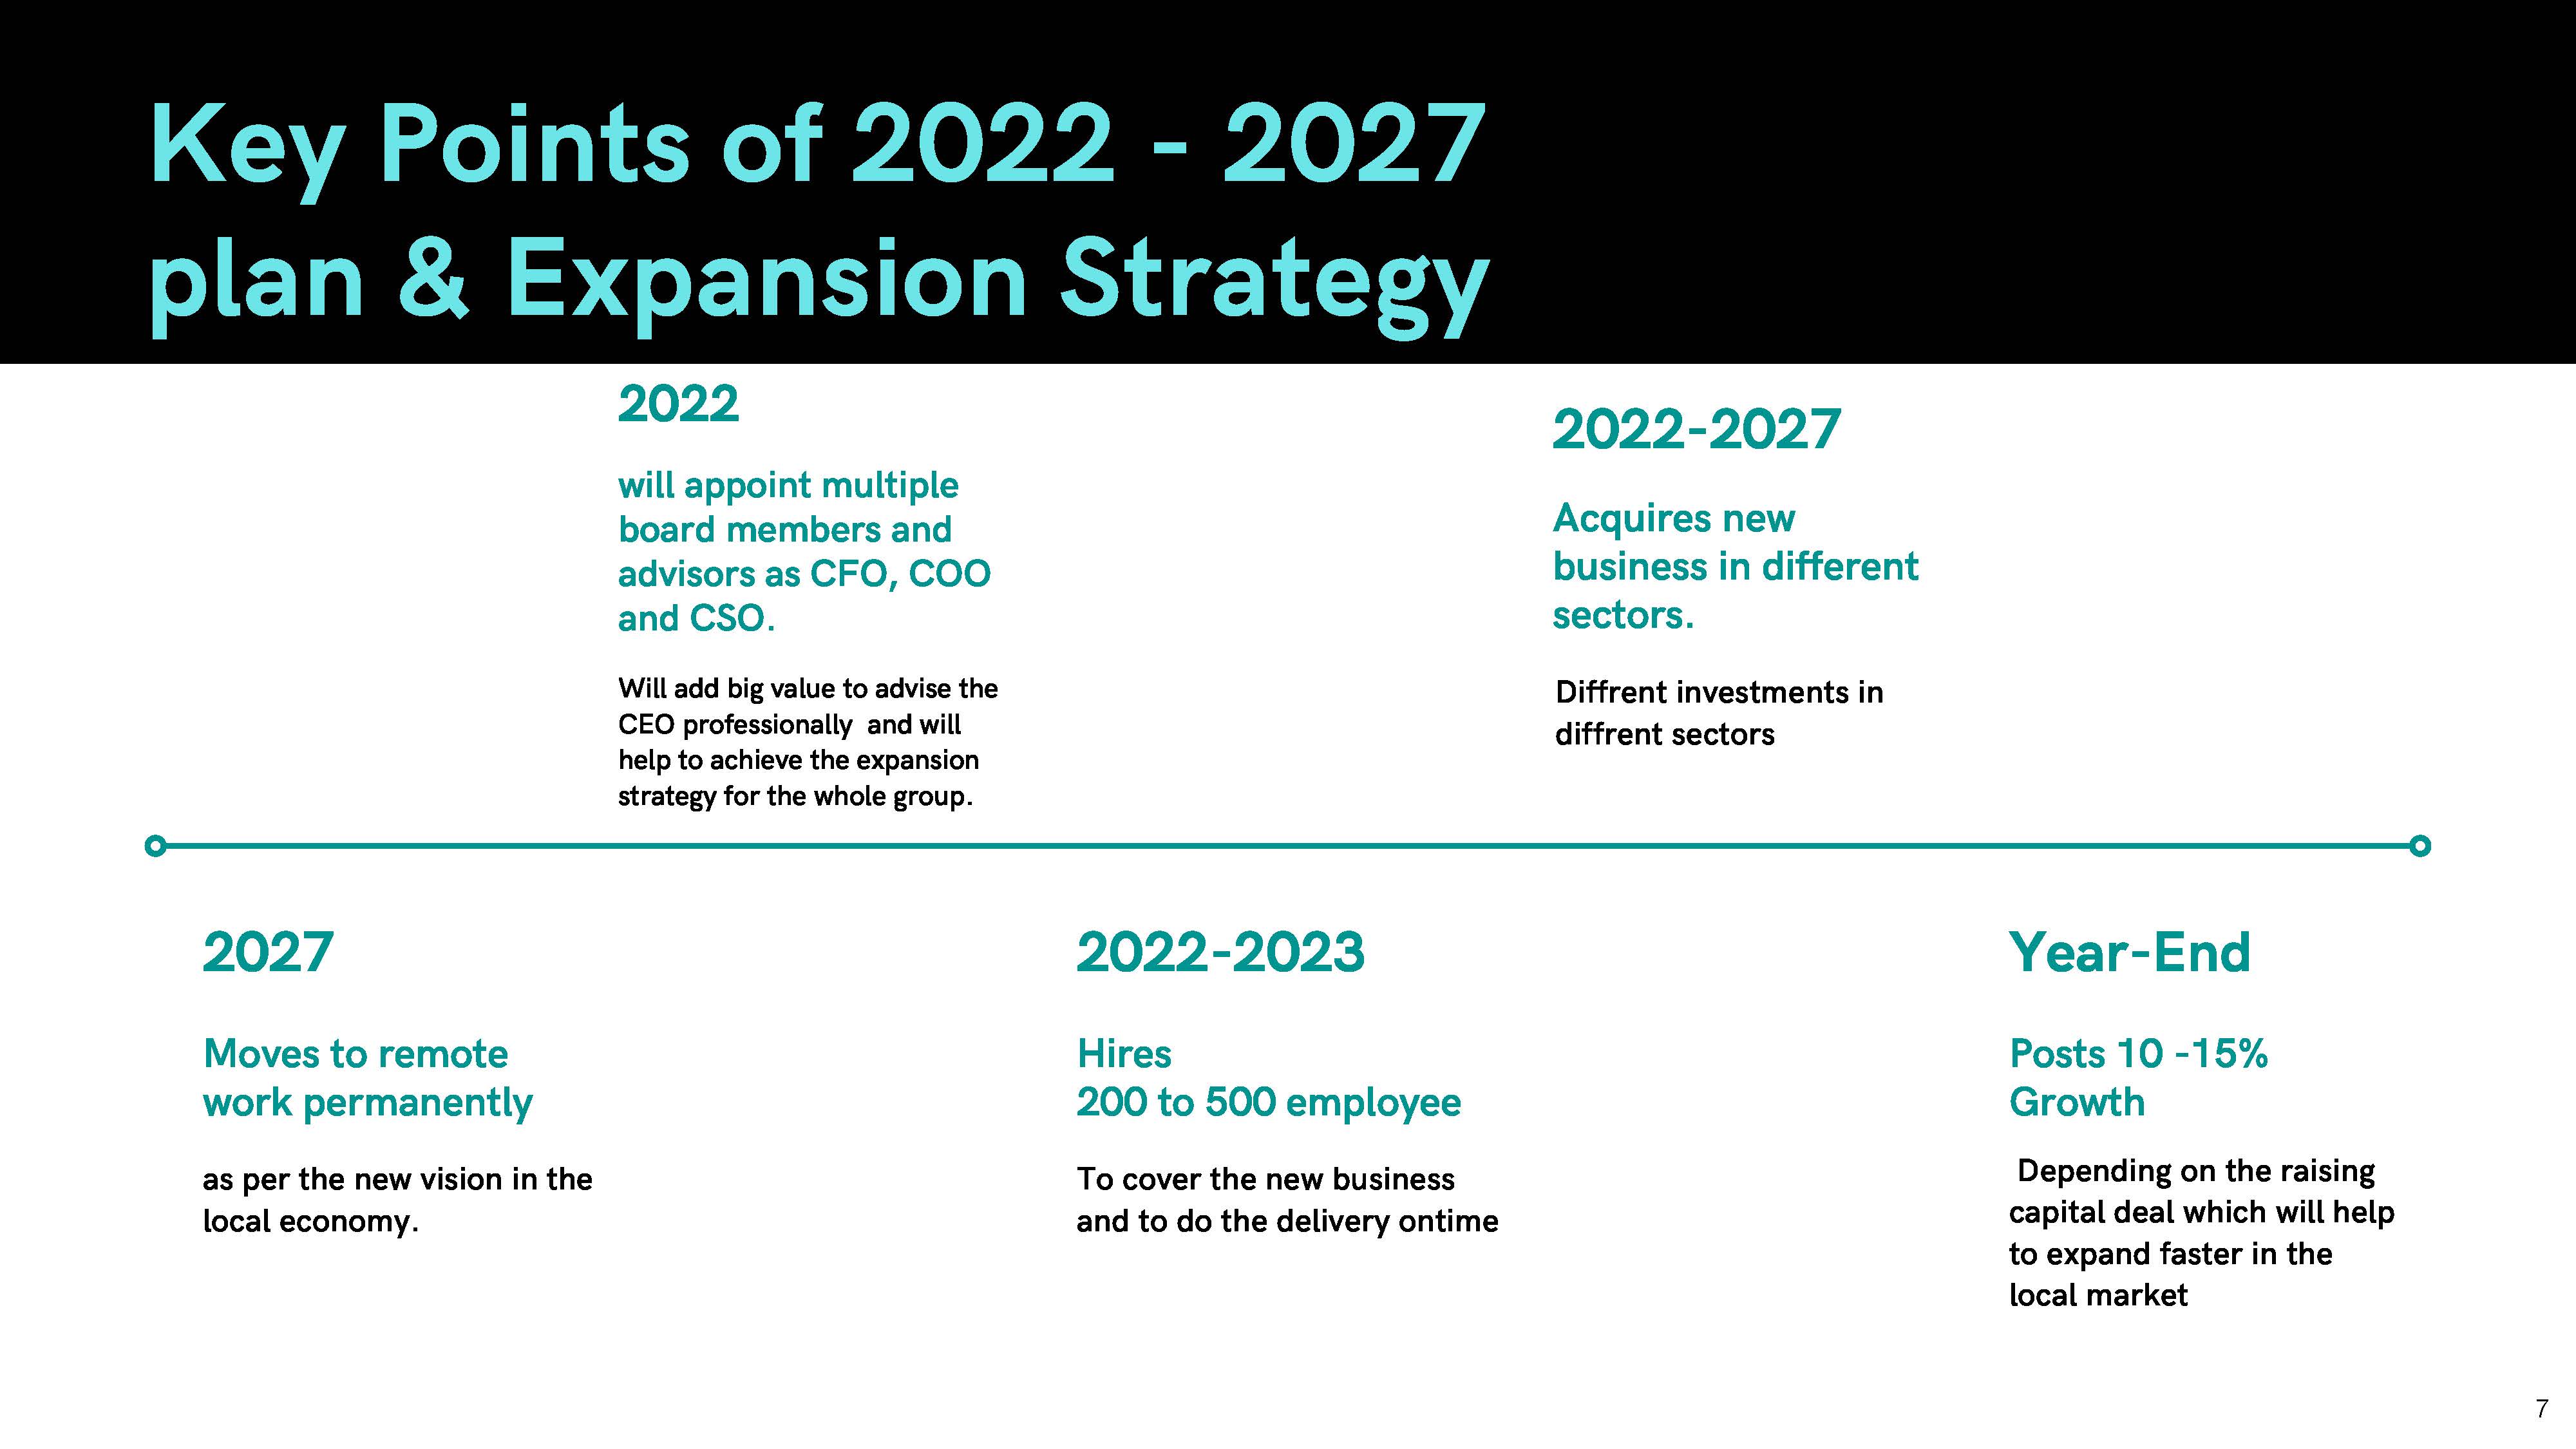 Key Points of 2022 - 2027
plan & Expansion Strategy
2022
will appoint multiple
board members and
advisors as CFO, COO
and CSO.
Will add big value to advise the
CEO professionally  and will
help to achieve the expansion
strategy for the whole group.
2022-2027
Acquires new
business in different
sectors.
Diffrent investments in
diffrent sectors
2027
Moves to remote
work permanently
as per the new vision in the
local economy.
2022-2023
Hires
200 to 500 employee
To cover the new business
and to do the delivery ontime
Year-End
Posts 10 -15%
Growth
Depending on the raising
capital deal which will help
to expand faster in the
local market
7